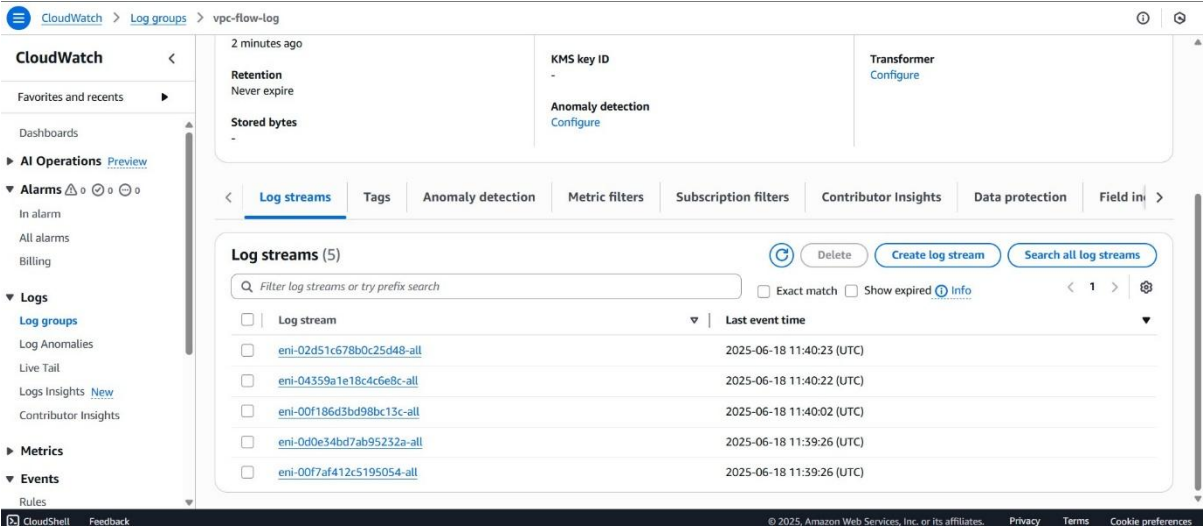 CloudWatch > Log groups > vpc-flow-log
CloudWatch
Favorites and recents
Dashboards
AI Operations Preview
Alarms 0 0 0
In alarm
All alarms
Billing
Logs
Log groups
Log Anomalies
Live Tail
Logs Insights New
Contributor Insights
Metrics
Events
Rules
2 minutes ago
Retention
Never expire
Stored bytes
-
KMS key ID
-
Anomaly detection
Configure
Transformer
Configure
Log streams Tags Anomaly detection Metric filters Subscription filters Contributor Insights Data protection Field in
Log streams (5)
Delete Create log stream Search all log streams
Filter log streams or try prefix search
Exact match Show expired Info
1
Log stream Last event time
eni-02d51c678b0c25d48-all 2025-06-18 11:40:23 (UTC)
eni-04359a1e18c4c6e8c-all 2025-06-18 11:40:22 (UTC)
eni-00f186d3bd98bc13c-all 2025-06-18 11:40:02 (UTC)
eni-0d0e34bd7ab95232a-all 2025-06-18 11:39:26 (UTC)
eni-00f7af412c5195054-all 2025-06-18 11:39:26 (UTC)
CloudShell Feedback © 2025, Amazon Web Services, Inc. or its affiliates. Privacy Terms Cookie preferences